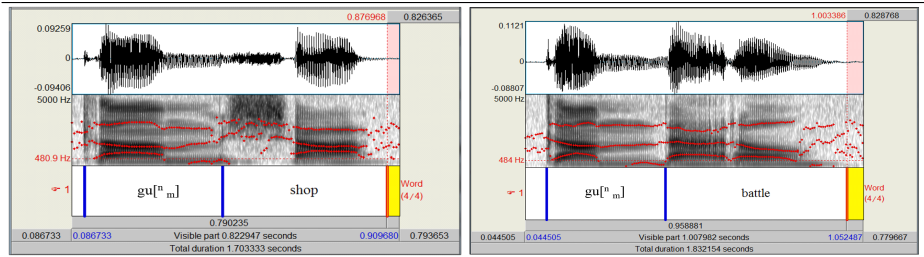 0.876968 0.826365
0.09259
0
-0.09406
5000 Hz
480.9 Hz
1 gu[ⁿ ₘ] shop Word
(4/4)
0.790235
0.086733 0.086733 Visible part 0.822947 seconds 0.909680 0.793653
Total duration 1.703333 seconds
1.003386 0.828768
0.1121
0
-0.08807
5000 Hz
484 Hz
1 gu[ⁿ ₘ] battle Word
(4/4)
0.958881
0.044505 0.044505 Visible part 1.007982 seconds 1.052487 0.779667
Total duration 1.832154 seconds